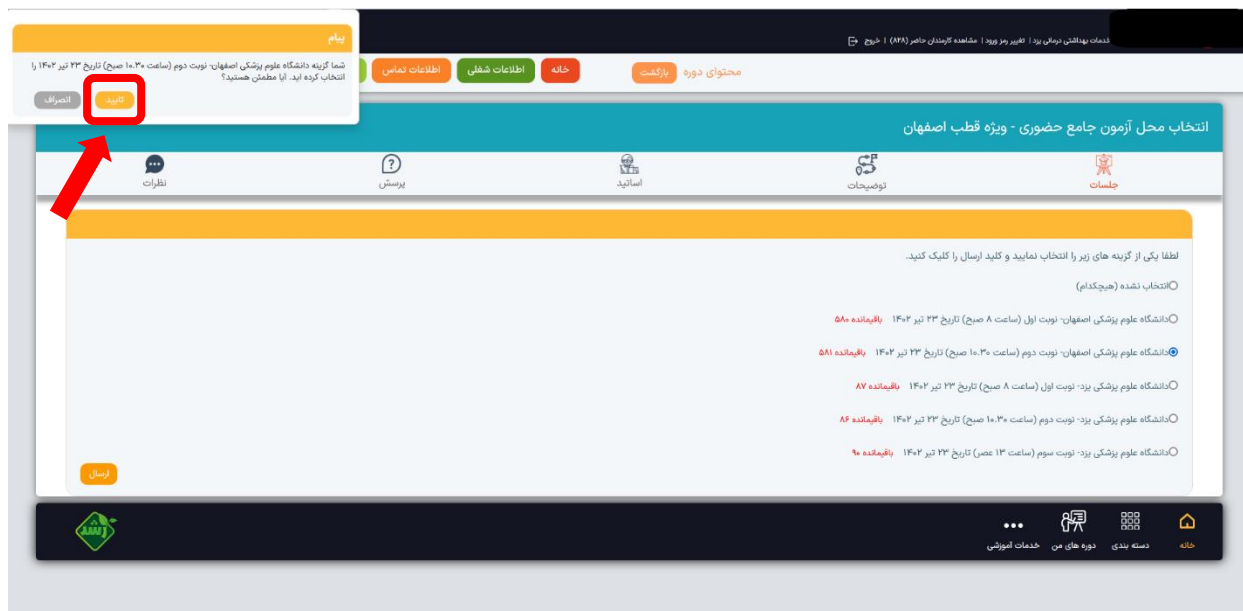 خدمات بهداشتی درمانی یزد | تغییر رمز ورود | مشاهده کارمندان حاضر (۸۲۸) | خروج
پیام
شما گزینه دانشگاه علوم پزشکی اصفهان- نوبت دوم (ساعت ۱۰.۳۰ صبح) تاریخ ۲۳ تیر ۱۴۰۲ را
انتخاب کرده اید. آیا مطمئن هستید؟
تایید انصراف
محتوای دوره بازگشت خانه اطلاعات شغلی اطلاعات تماس
انتخاب محل آزمون جامع حضوری - ویژه قطب اصفهان
جلسات توضیحات اساتید پرسش نظرات
لطفا یکی از گزینه های زیر را انتخاب نمایید و کلید ارسال را کلیک کنید.
انتخاب نشده (هیچکدام)
دانشگاه علوم پزشکی اصفهان- نوبت اول (ساعت ۸ صبح) تاریخ ۲۳ تیر ۱۴۰۲ باقیمانده ۵۸۰
دانشگاه علوم پزشکی اصفهان- نوبت دوم (ساعت ۱۰.۳۰ صبح) تاریخ ۲۳ تیر ۱۴۰۲ باقیمانده ۵۸۱
دانشگاه علوم پزشکی یزد- نوبت اول (ساعت ۸ صبح) تاریخ ۲۳ تیر ۱۴۰۲ باقیمانده ۸۷
دانشگاه علوم پزشکی یزد- نوبت دوم (ساعت ۱۰.۳۰ صبح) تاریخ ۲۳ تیر ۱۴۰۲ باقیمانده ۸۶
دانشگاه علوم پزشکی یزد- نوبت سوم (ساعت ۱۳ عصر) تاریخ ۲۳ تیر ۱۴۰۲ باقیمانده ۹۰
ارسال
خانه دسته بندی دوره های من خدمات آموزشی
رشد